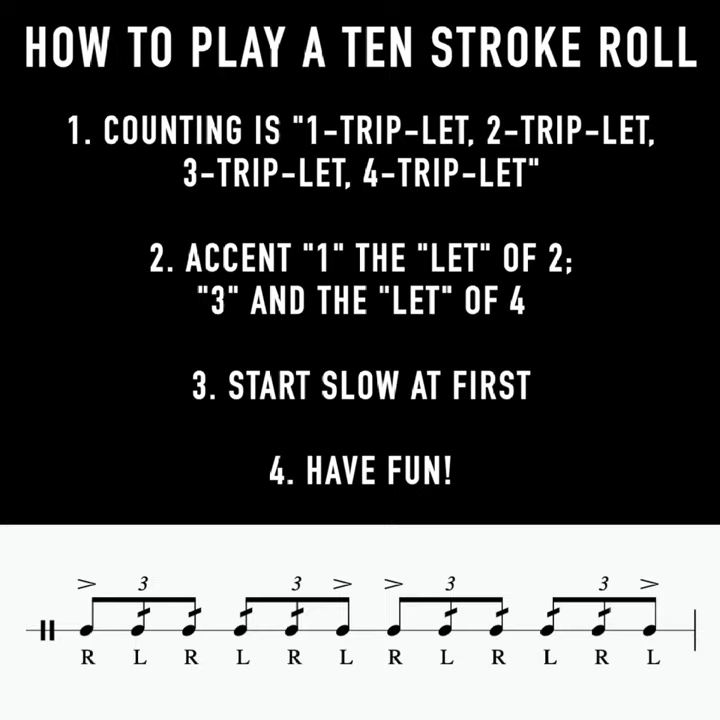 HOW TO PLAY A TEN STROKE ROLL
1. COUNTING IS "1-TRIP-LET, 2-TRIP-LET,
3-TRIP-LET, 4-TRIP-LET"
2. ACCENT "1" THE "LET" OF 2;
"3" AND THE "LET" OF 4
3. START SLOW AT FIRST
4. HAVE FUN!
3 3 3 3
R L R L R L R L R L R L